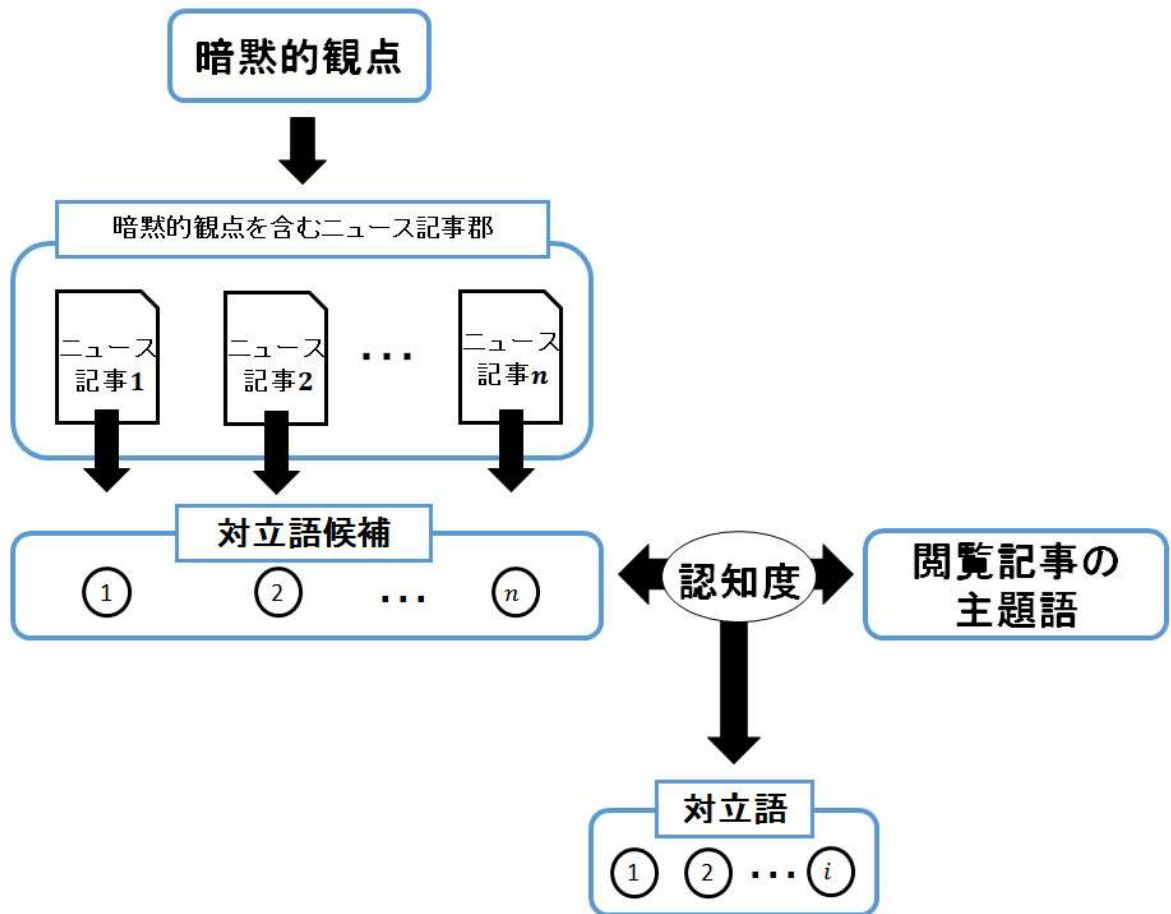 暗黙的観点
暗黙的観点を含むニュース記事郡
ニュース
記事1
ニュース
記事2
...
ニュース
記事n
対立語候補
1 2 ... n
認知度
閲覧記事の
主題語
対立語
1 2 ... i